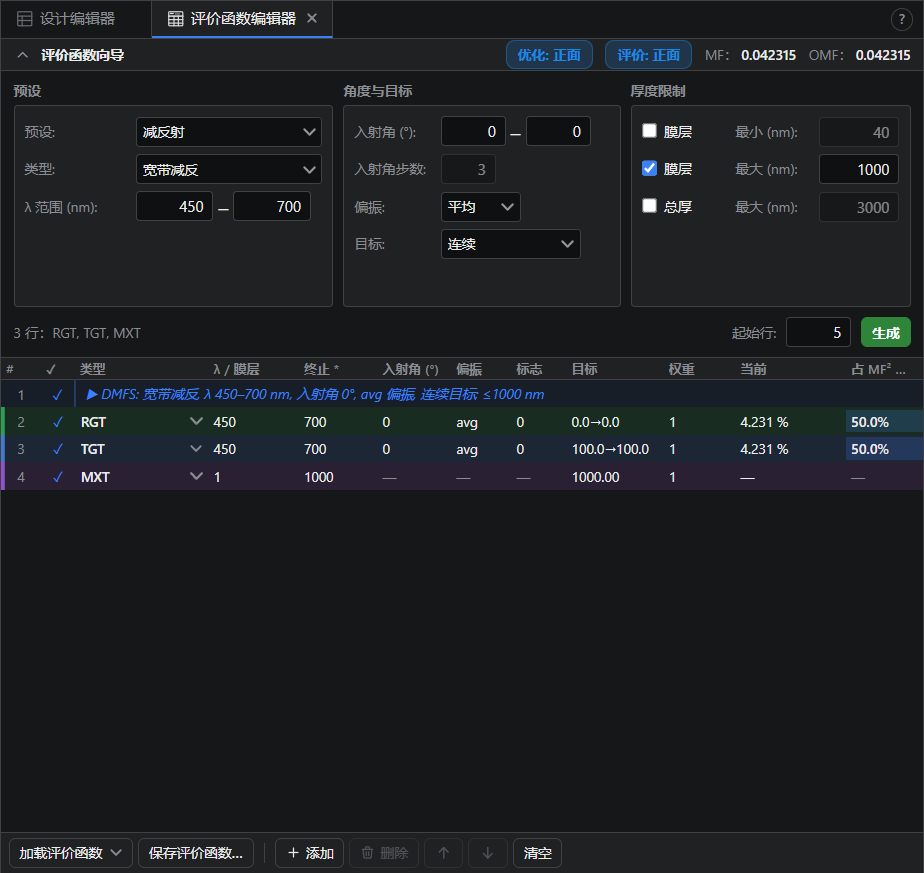 设计编辑器 评价函数编辑器 ✕ ?
评价函数向导 优化: 正面 评价: 正面 MF: 0.042315 OMF: 0.042315
预设 角度与目标 厚度限制
预设: 减反射 入射角 (°): 0 — 0 膜层 最小 (nm): 40
类型: 宽带减反 入射角步数: 3 ✓ 膜层 最大 (nm): 1000
λ 范围 (nm): 450 — 700 偏振: 平均 总厚 最大 (nm): 3000
目标: 连续
3 行: RGT, TGT, MXT 起始行: 5 生成
# ✓ 类型 λ / 膜层 终止 * 入射角 (°) 偏振 标志 目标 权重 当前 占 MF² ...
1 ✓ ▶ DMFS: 宽带减反, λ 450–700 nm, 入射角 0°, avg 偏振, 连续目标; ≤1000 nm
2 ✓ RGT 450 700 0 avg 0 0.0→0.0 1 4.231 % 50.0%
3 ✓ TGT 450 700 0 avg 0 100.0→100.0 1 4.231 % 50.0%
4 ✓ MXT 1 1000 — — — 1000.00 1 — —
加载评价函数 保存评价函数... + 添加 删除 ↑ ↓ 清空